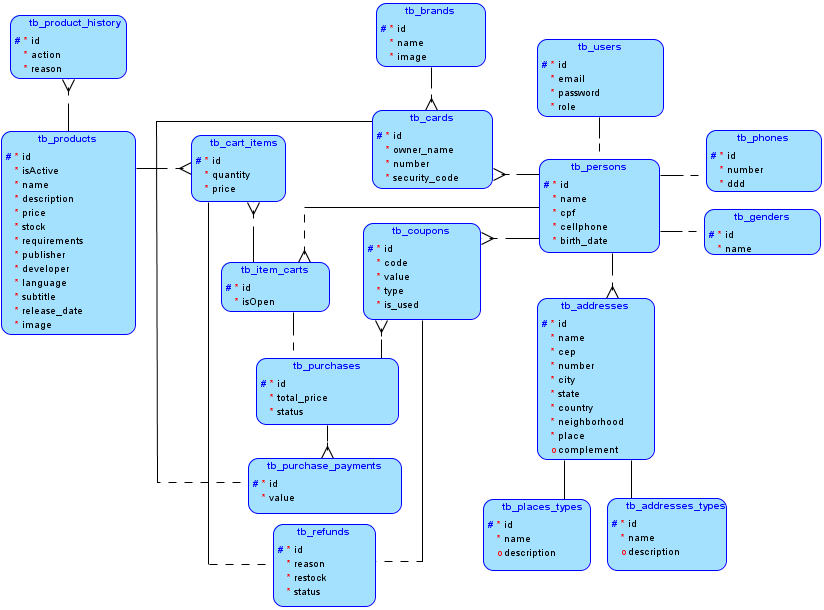 tb_product_history
# * id
* action
* reason
tb_brands
# * id
* name
* image
tb_users
# * id
* email
* password
* role
tb_products
# * id
* isActive
* name
* description
* price
* stock
* requirements
* publisher
* developer
* language
* subtitle
* release_date
* image
tb_cart_items
# * id
* quantity
* price
tb_cards
# * id
* owner_name
* number
* security_code
tb_persons
# * id
* name
* cpf
* cellphone
* birth_date
tb_phones
# * id
* number
* ddd
tb_genders
# * id
* name
tb_coupons
# * id
* code
* value
* type
* is_used
tb_item_carts
# * id
* isOpen
tb_addresses
# * id
* name
* cep
* number
* city
* state
* country
* neighborhood
* place
o complement
tb_purchases
# * id
* total_price
* status
tb_purchase_payments
# * id
* value
tb_refunds
# * id
* reason
* restock
* status
tb_places_types
# * id
* name
o description
tb_addresses_types
# * id
* name
o description